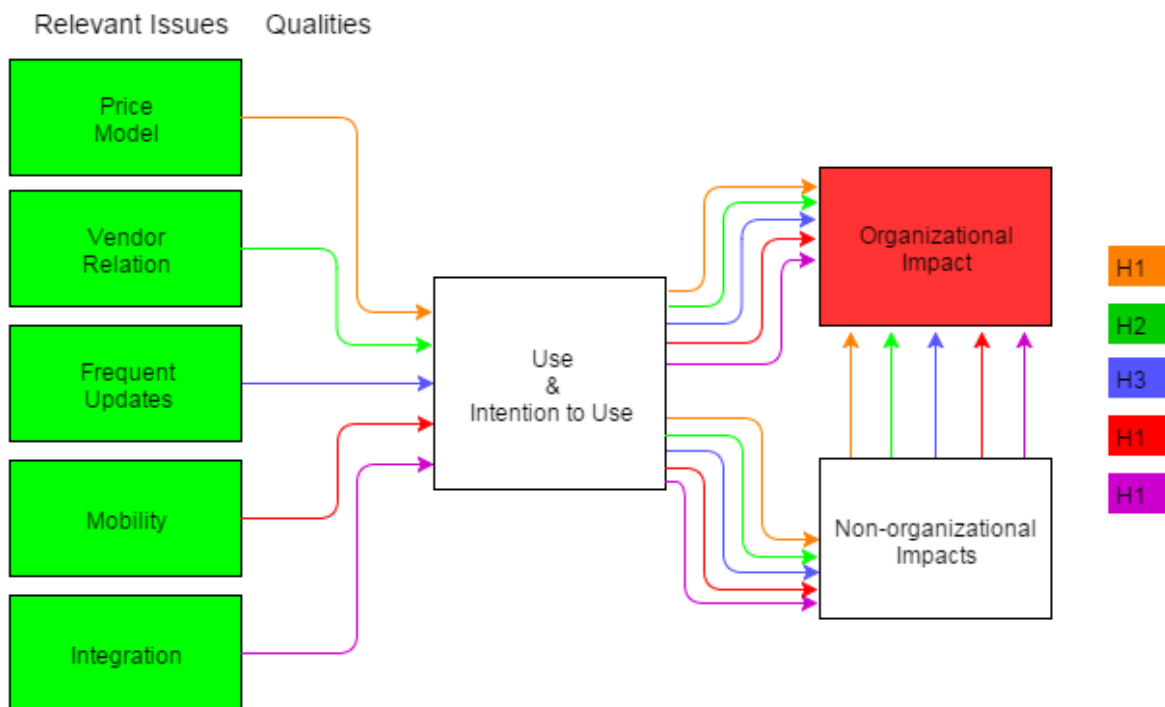 Relevant Issues Qualities
Price
Model
Vendor
Relation
Frequent
Updates
Mobility
Integration
Use
&
Intention to Use
Organizational
Impact
Non-organizational
Impacts
H1
H2
H3
H1
H1